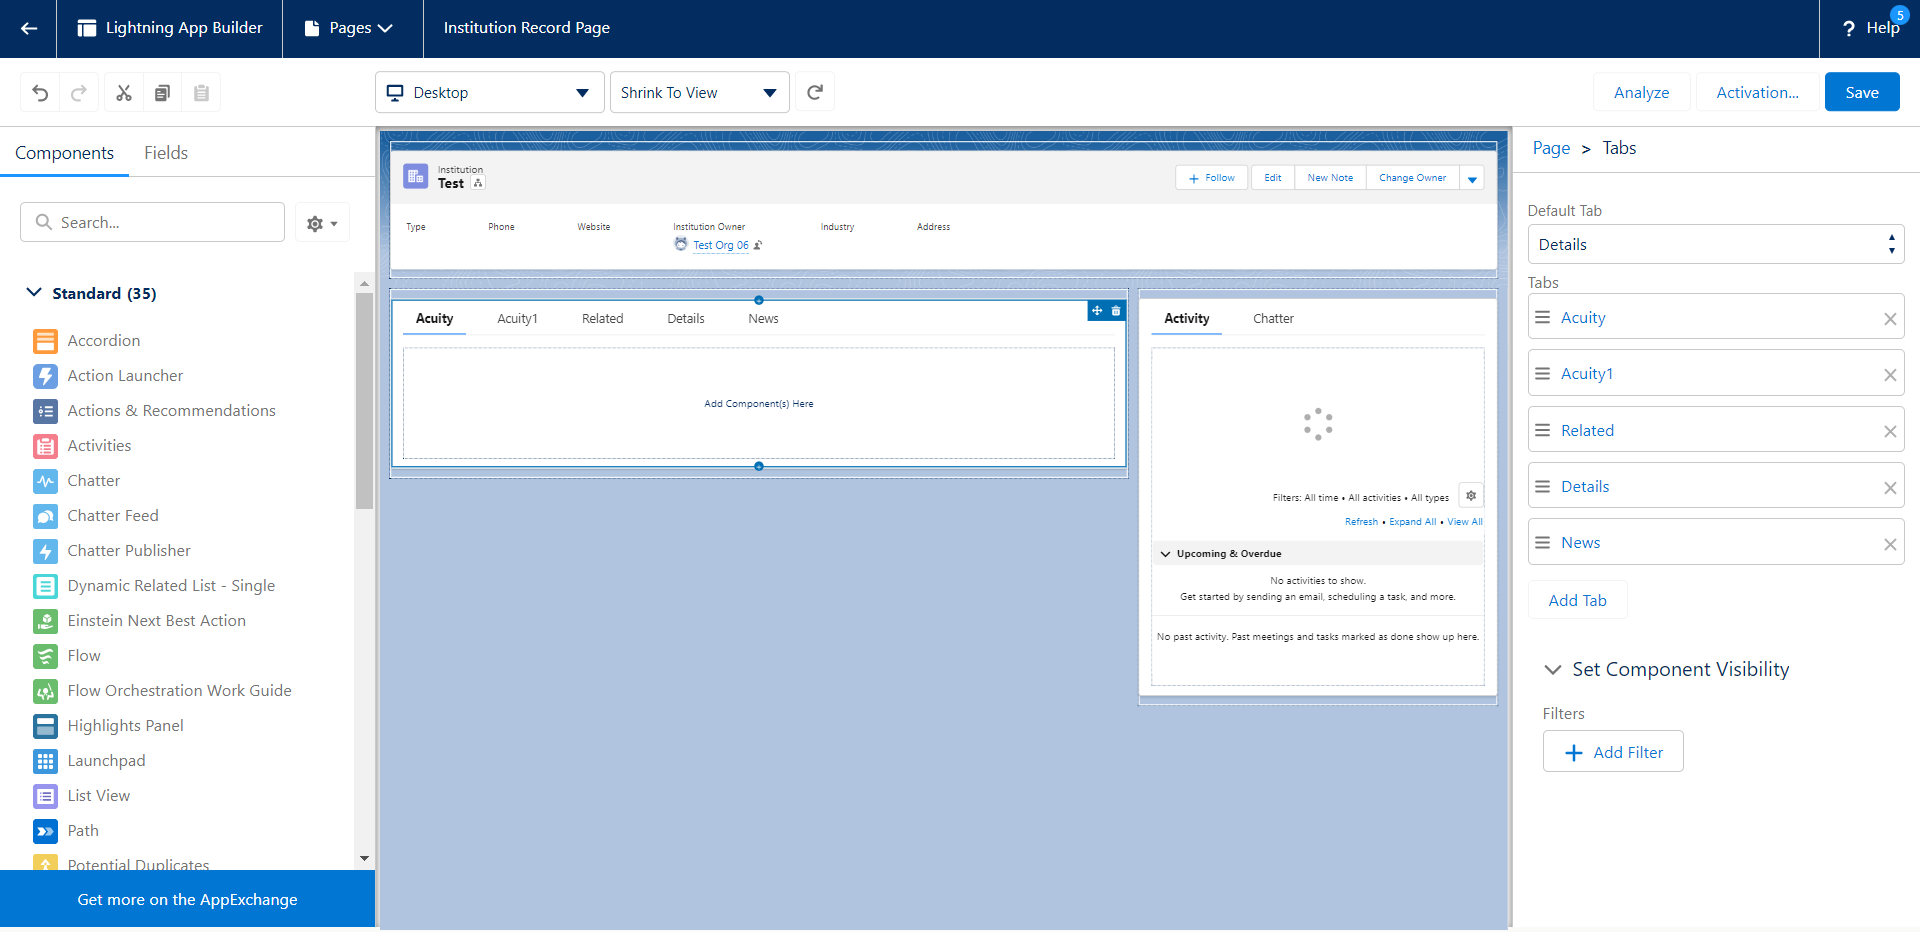 Lightning App Builder
Pages
Institution Record Page
5
? Help
Desktop
Shrink To View
Analyze
Activation...
Save
Components
Fields
Search...
Standard (35)
Accordion
Action Launcher
Actions & Recommendations
Activities
Chatter
Chatter Feed
Chatter Publisher
Dynamic Related List - Single
Einstein Next Best Action
Flow
Flow Orchestration Work Guide
Highlights Panel
Launchpad
List View
Path
Potential Duplicates
Get more on the AppExchange
Institution
Test
Follow
Edit
New Note
Change Owner
Type
Phone
Website
Institution Owner
Industry
Address
Test Org 06
Acuity
Acuity1
Related
Details
News
Add Component(s) Here
Activity
Chatter
Filters: All time • All activities • All types
Refresh • Expand All • View All
Upcoming & Overdue
No activities to show.
Get started by sending an email, scheduling a task, and more.
No past activity. Past meetings and tasks marked as done show up here.
Page > Tabs
Default Tab
Details
Tabs
Acuity
Acuity1
Related
Details
News
Add Tab
Set Component Visibility
Filters
Add Filter